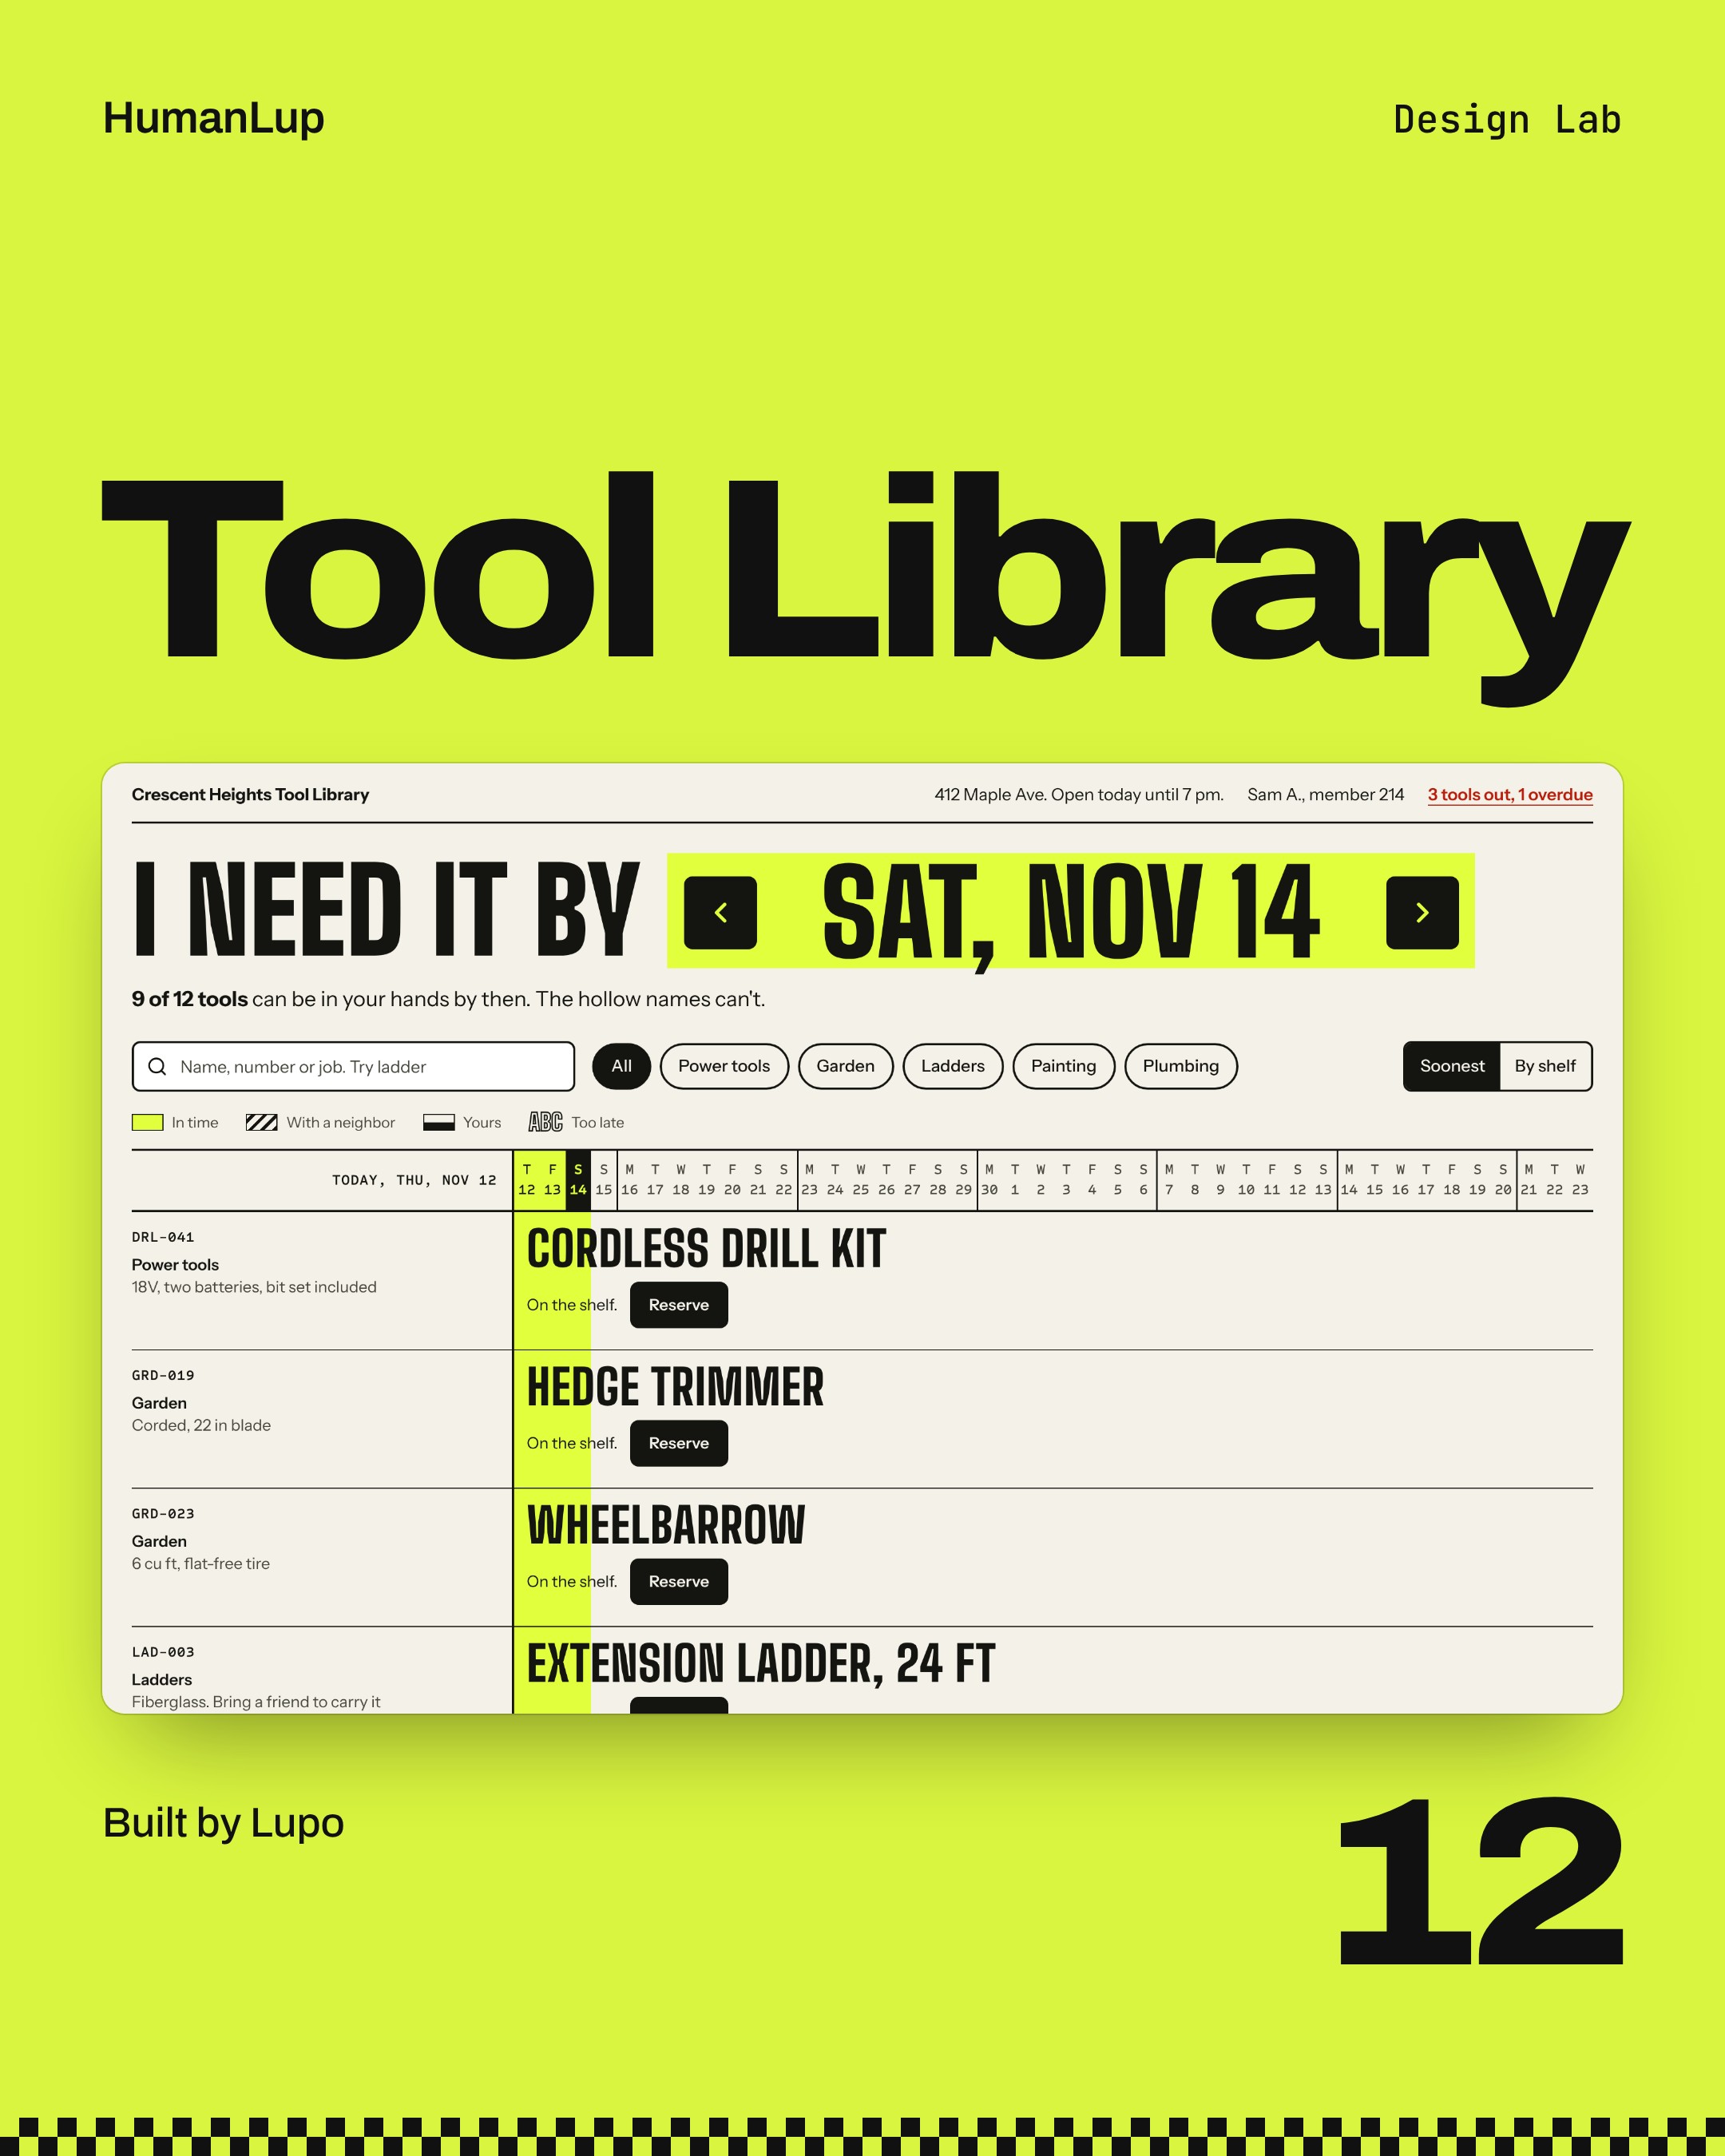 HumanLup
Design Lab
Tool Library
Crescent Heights Tool Library
412 Maple Ave. Open today until 7 pm.
Sam A., member 214
3 tools out, 1 overdue
I NEED IT BY SAT, NOV 14
9 of 12 tools can be in your hands by then. The hollow names can't.
Name, number or job. Try ladder
All
Power tools
Garden
Ladders
Painting
Plumbing
Soonest
By shelf
In time
With a neighbor
Yours
ABC Too late
TODAY, THU, NOV 12
T F S S M T W T F S S M T W T F S S M T W T F S S M T W T F S S M T W T F S S M T W
12 13 14 15 16 17 18 19 20 21 22 23 24 25 26 27 28 29 30 1 2 3 4 5 6 7 8 9 10 11 12 13 14 15 16 17 18 19 20 21 22 23
DRL-041
Power tools
18V, two batteries, bit set included
CORDLESS DRILL KIT
On the shelf.
Reserve
GRD-019
Garden
Corded, 22 in blade
HEDGE TRIMMER
On the shelf.
Reserve
GRD-023
Garden
6 cu ft, flat-free tire
WHEELBARROW
On the shelf.
Reserve
LAD-003
Ladders
Fiberglass. Bring a friend to carry it
EXTENSION LADDER, 24 FT
Built by Lupo
12